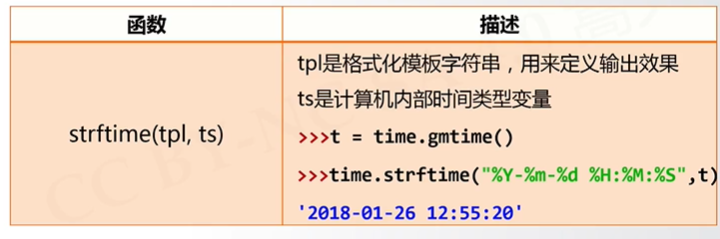 函数
描述
strftime(tpl, ts)
tpl是格式化模板字符串，用来定义输出效果
ts是计算机内部时间类型变量
>>>t = time.gmtime()
>>>time.strftime("%Y-%m-%d %H:%M:%S",t)
'2018-01-26 12:55:20'